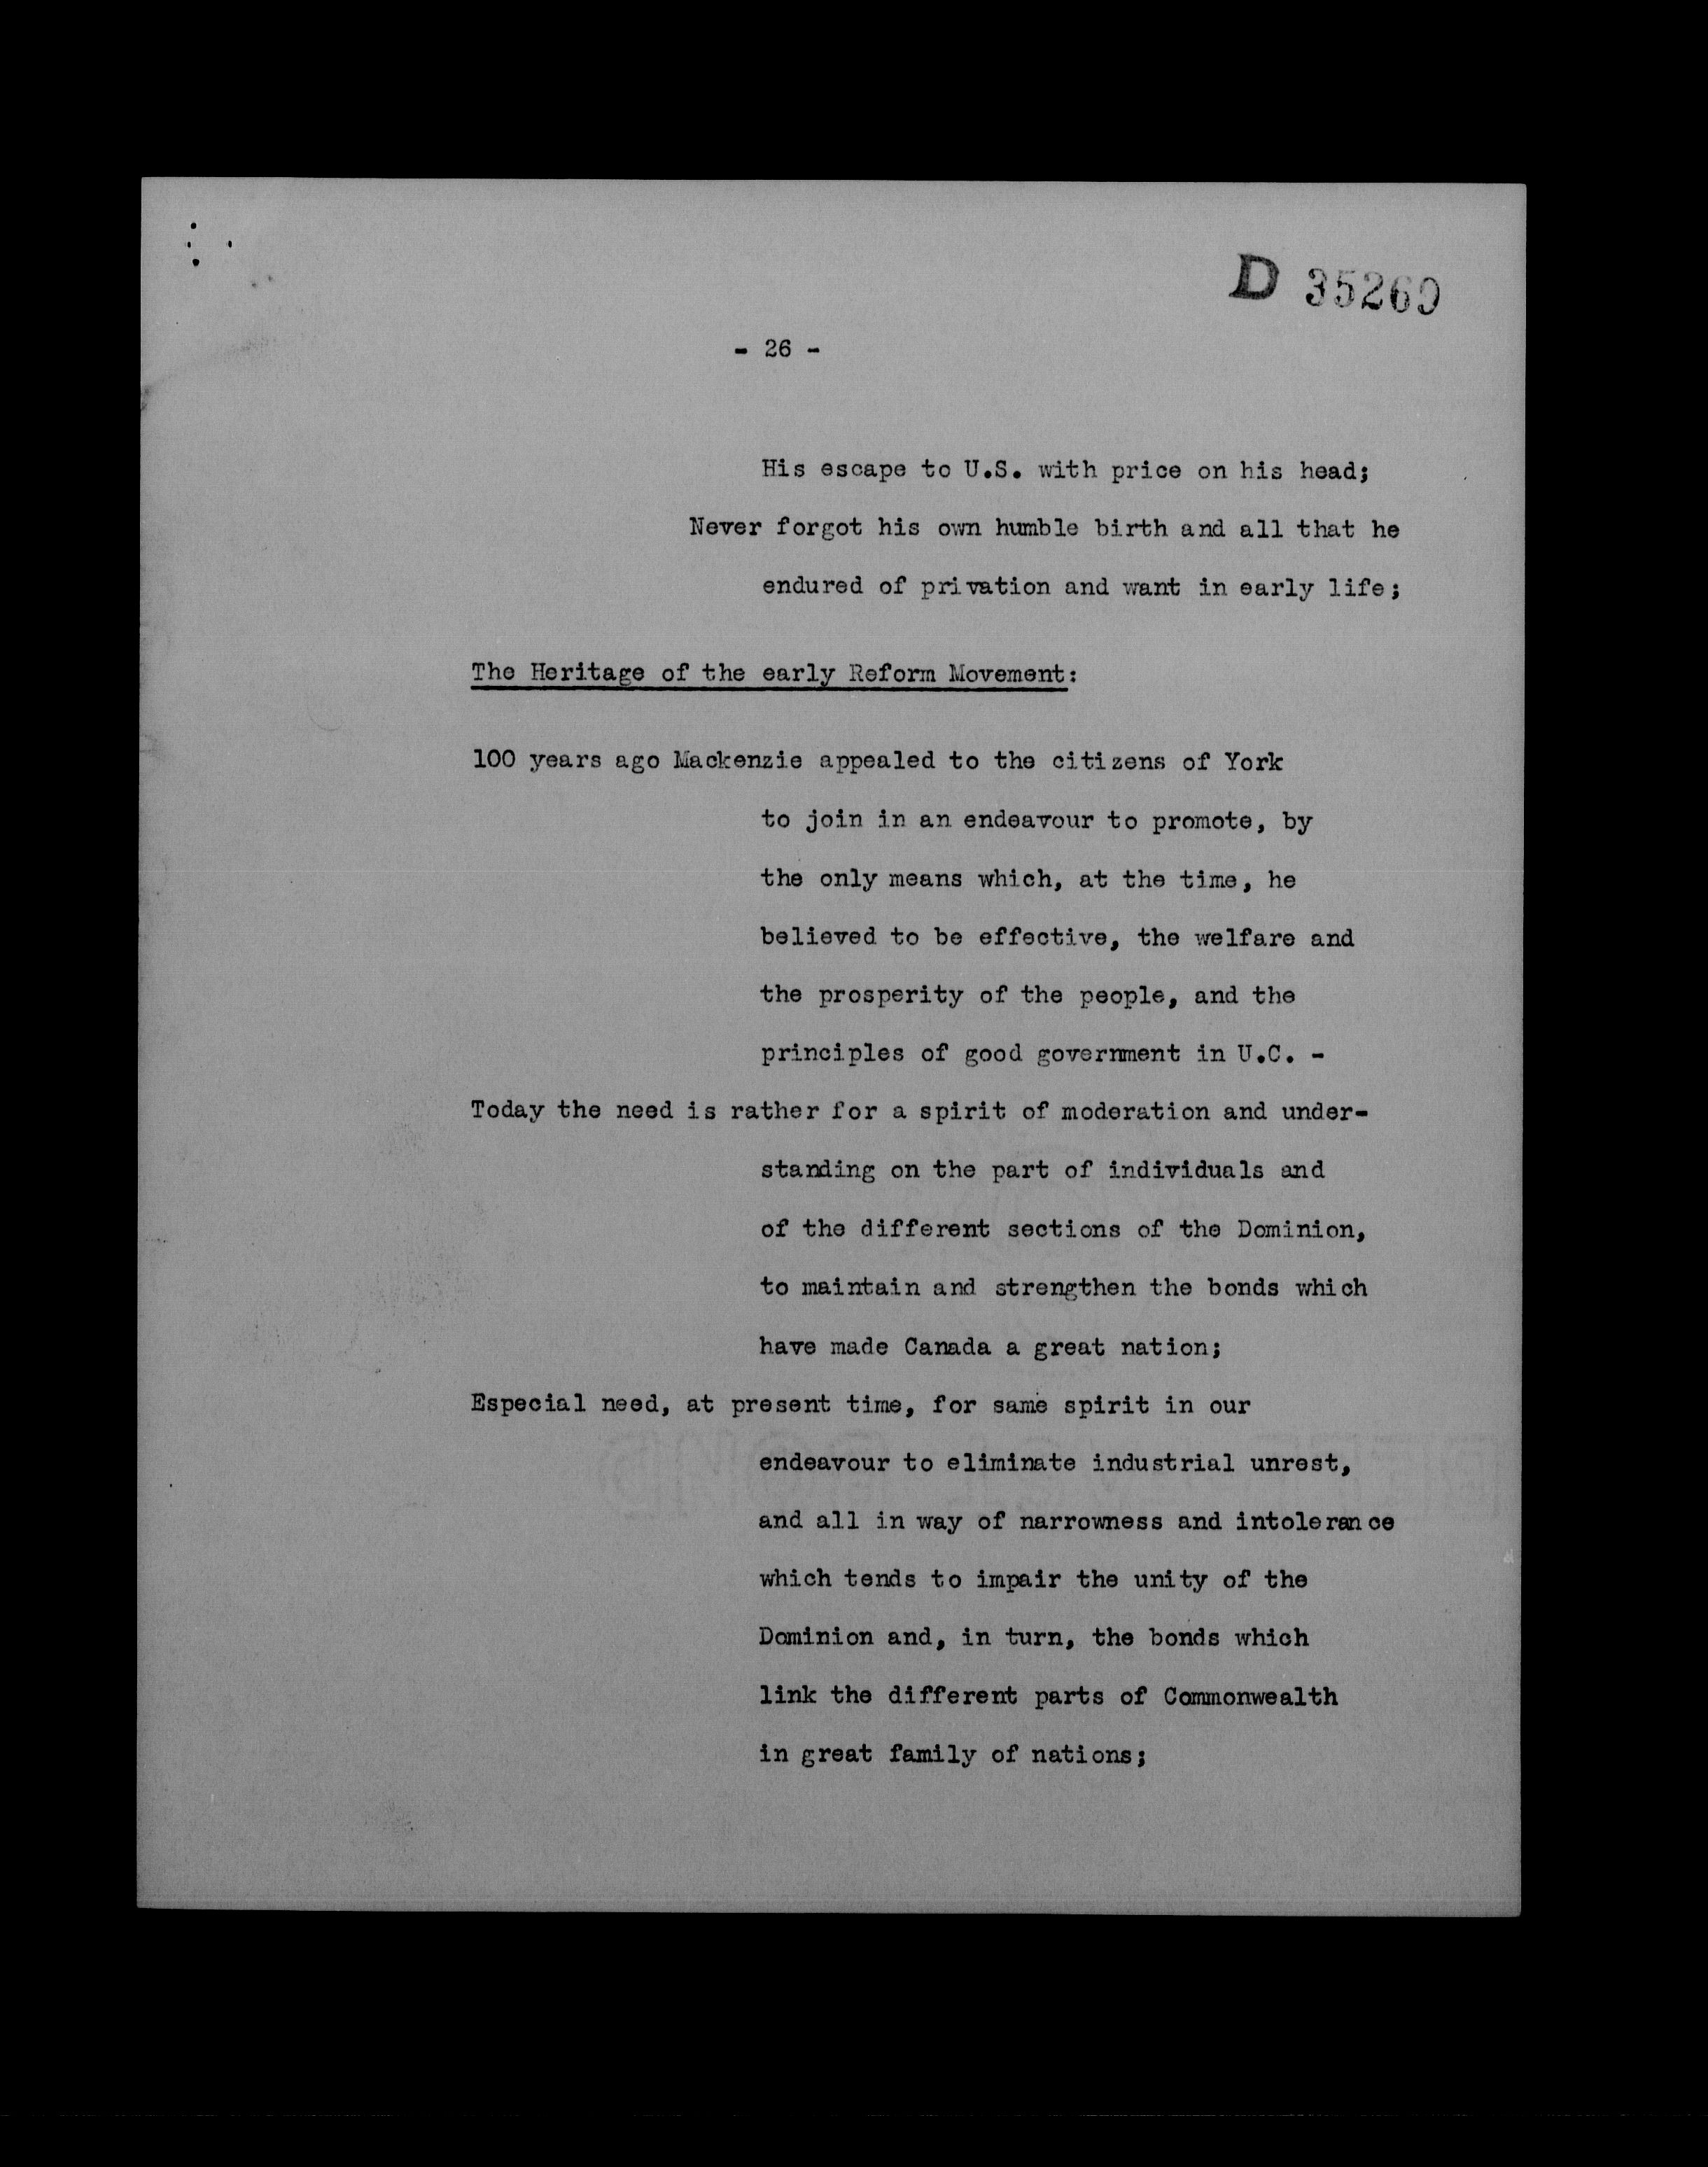 D 35269
- 26 -
His escape to U.S. with price on his head;
Never forgot his own humble birth and all that he
endured of privation and want in early life;
The Heritage of the early Reform Movement:
100 years ago Mackenzie appealed to the citizens of York
to join in an endeavour to promote, by
the only means which, at the time, he
believed to be effective, the welfare and
the prosperity of the people, and the
principles of good government in U.C. -
Today the need is rather for a spirit of moderation and under-
standing on the part of individuals and
of the different sections of the Dominion,
to maintain and strengthen the bonds which
have made Canada a great nation;
Especial need, at present time, for same spirit in our
endeavour to eliminate industrial unrest,
and all in way of narrowness and intolerance
which tends to impair the unity of the
Dominion and, in turn, the bonds which
link the different parts of Commonwealth
in great family of nations;